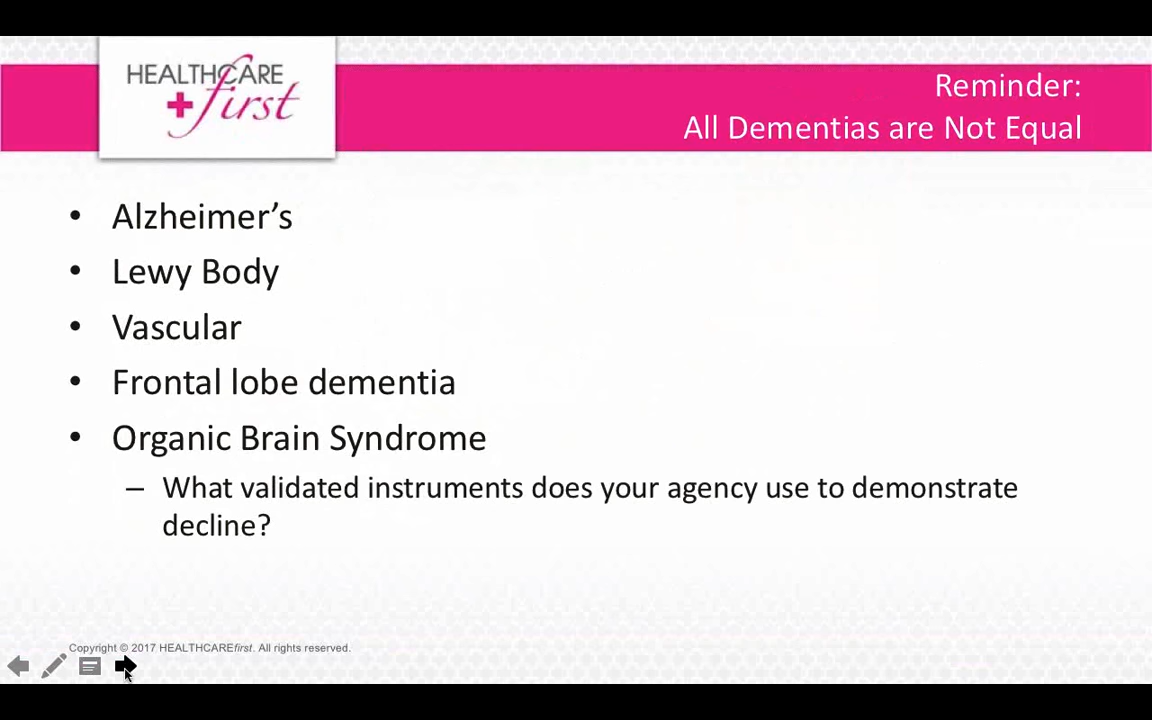 HEALTHCARE
first
Reminder:
All Dementias are Not Equal
• Alzheimer’s
• Lewy Body
• Vascular
• Frontal lobe dementia
• Organic Brain Syndrome
– What validated instruments does your agency use to demonstrate
decline?
Copyright © 2017 HEALTHCAREfirst. All rights reserved.